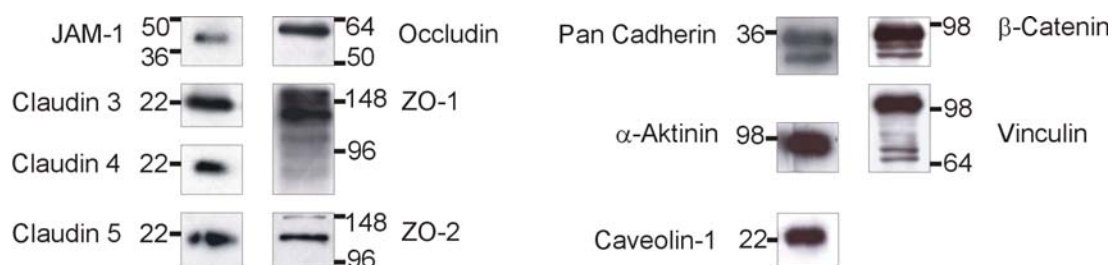 JAM-1 50 36 64 50 Occludin
Claudin 3 22 148 96 ZO-1
Claudin 4 22
Claudin 5 22 148 96 ZO-2
Pan Cadherin 36 98 β-Catenin
α-Aktinin 98 98 64 Vinculin
Caveolin-1 22